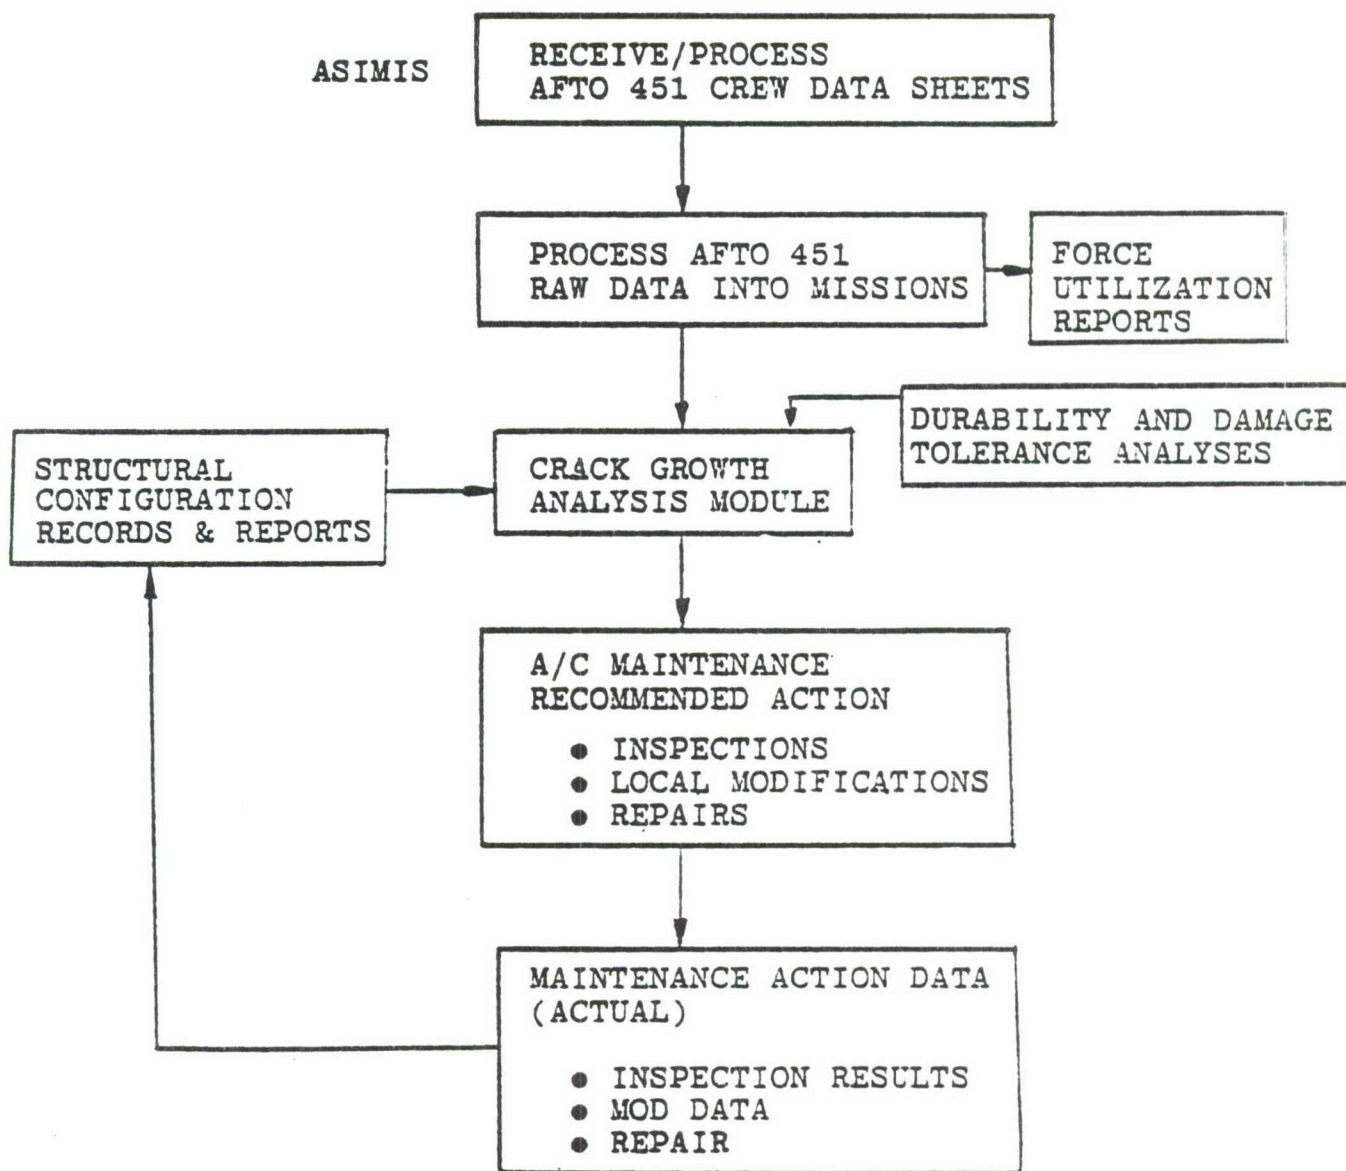 ASIMIS
RECEIVE/PROCESS
AFTO 451 CREW DATA SHEETS
PROCESS AFTO 451
RAW DATA INTO MISSIONS
FORCE
UTILIZATION
REPORTS
DURABILITY AND DAMAGE
TOLERANCE ANALYSES
STRUCTURAL
CONFIGURATION
RECORDS & REPORTS
CRACK GROWTH
ANALYSIS MODULE
A/C MAINTENANCE
RECOMMENDED ACTION
● INSPECTIONS
● LOCAL MODIFICATIONS
● REPAIRS
MAINTENANCE ACTION DATA
(ACTUAL)
● INSPECTION RESULTS
● MOD DATA
● REPAIR